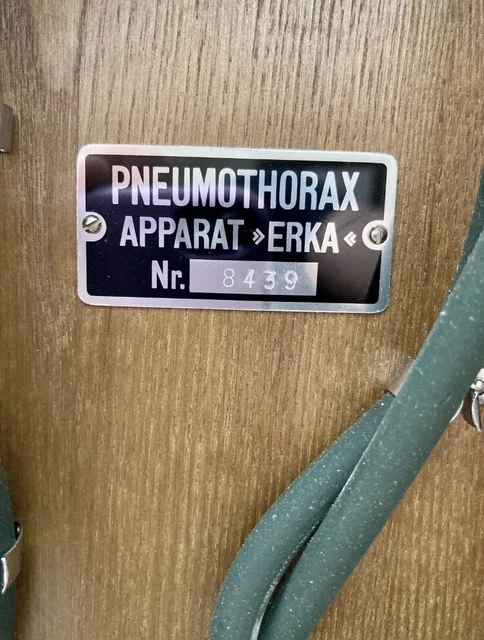 PNEUMOTHORAX
APPARAT »ERKA«
Nr. 8439